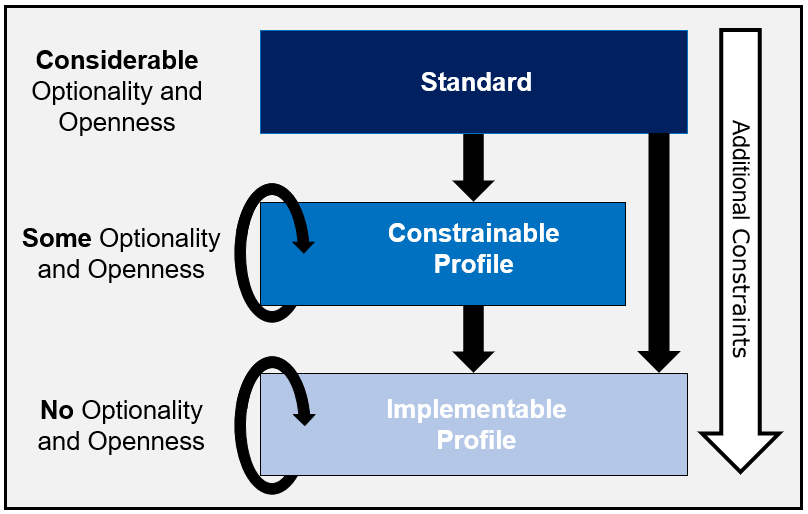 Considerable
Optionality and
Openness
Standard
Some Optionality
and Openness
Constrainable
Profile
No Optionality
and Openness
Implementable
Profile
Additional Constraints